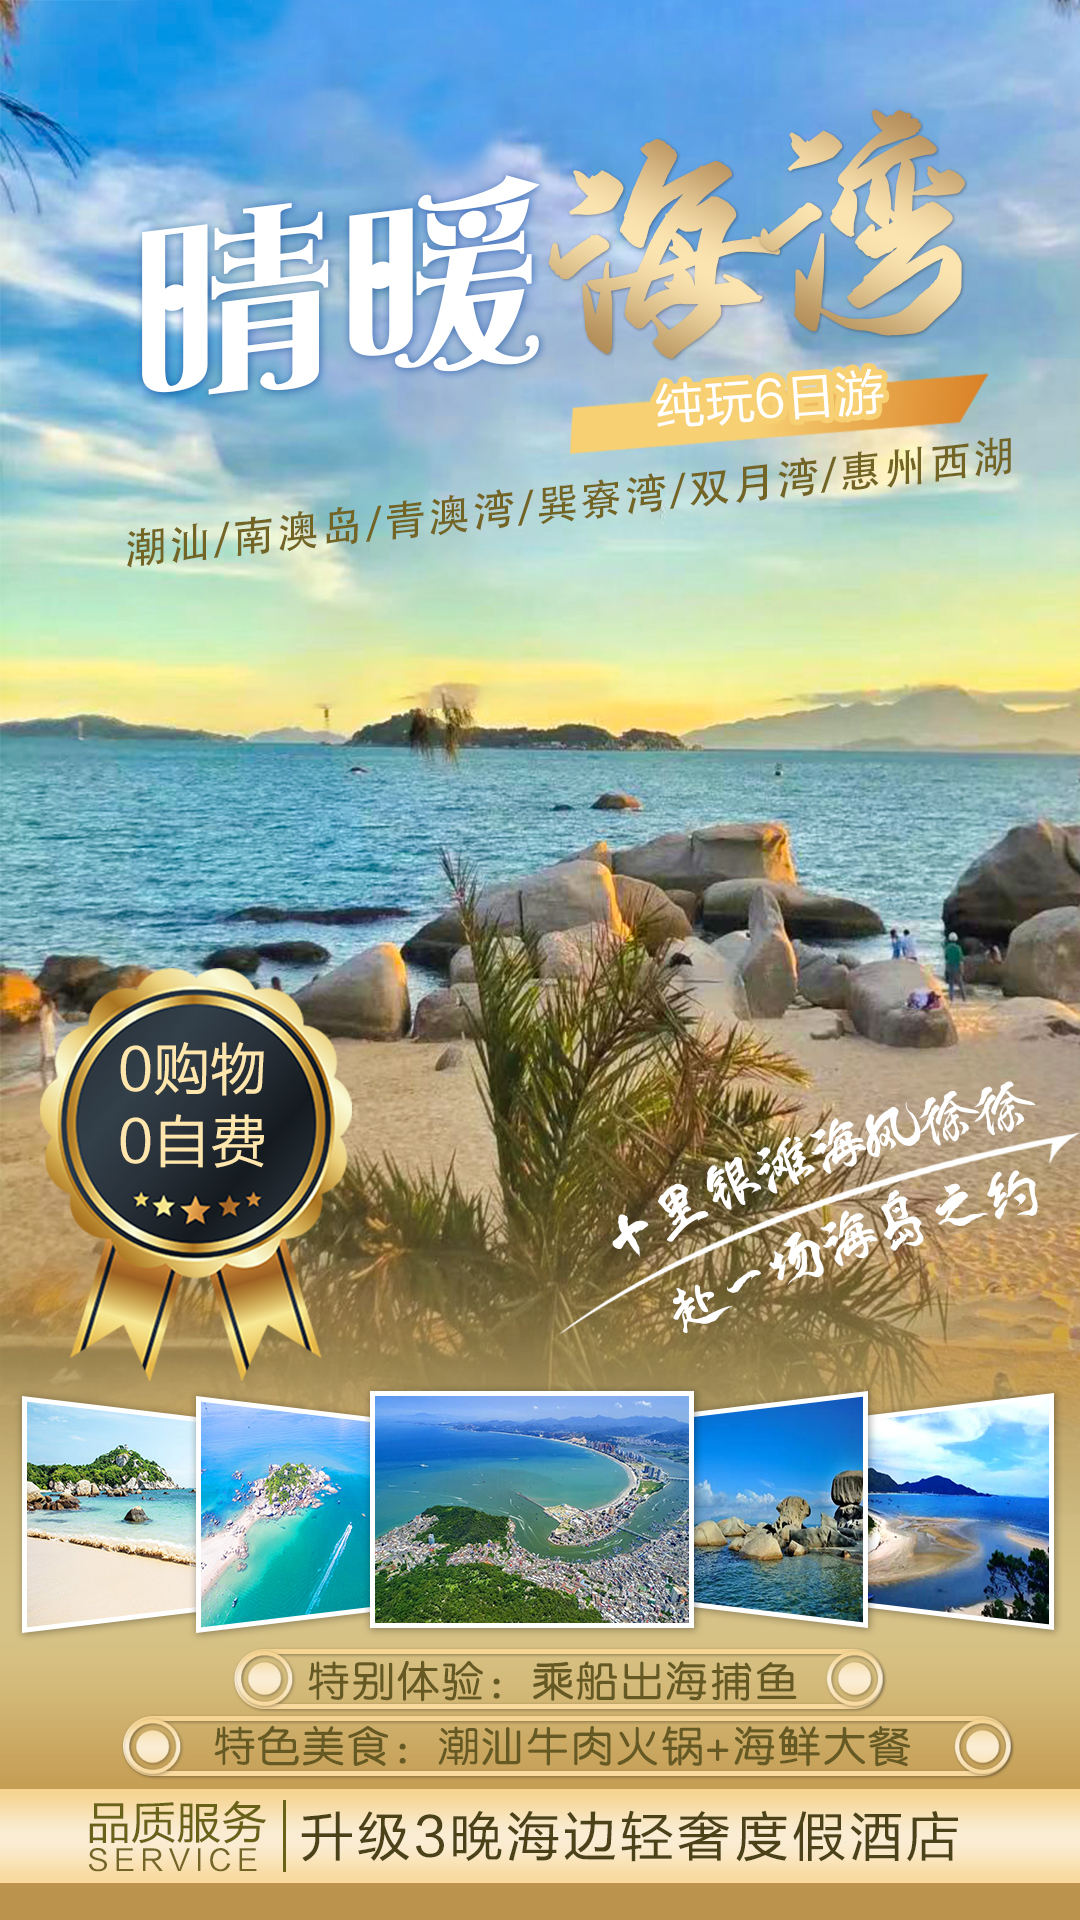 晴暖海湾
纯玩6日游
潮汕/南澳岛/青澳湾/巽寮湾/双月湾/惠州西湖
0购物
0自费
十里银滩海风徐徐
赴一场海岛之约
特别体验：乘船出海捕鱼
特色美食：潮汕牛肉火锅+海鲜大餐
品质服务
SERVICE
升级3晚海边轻奢度假酒店